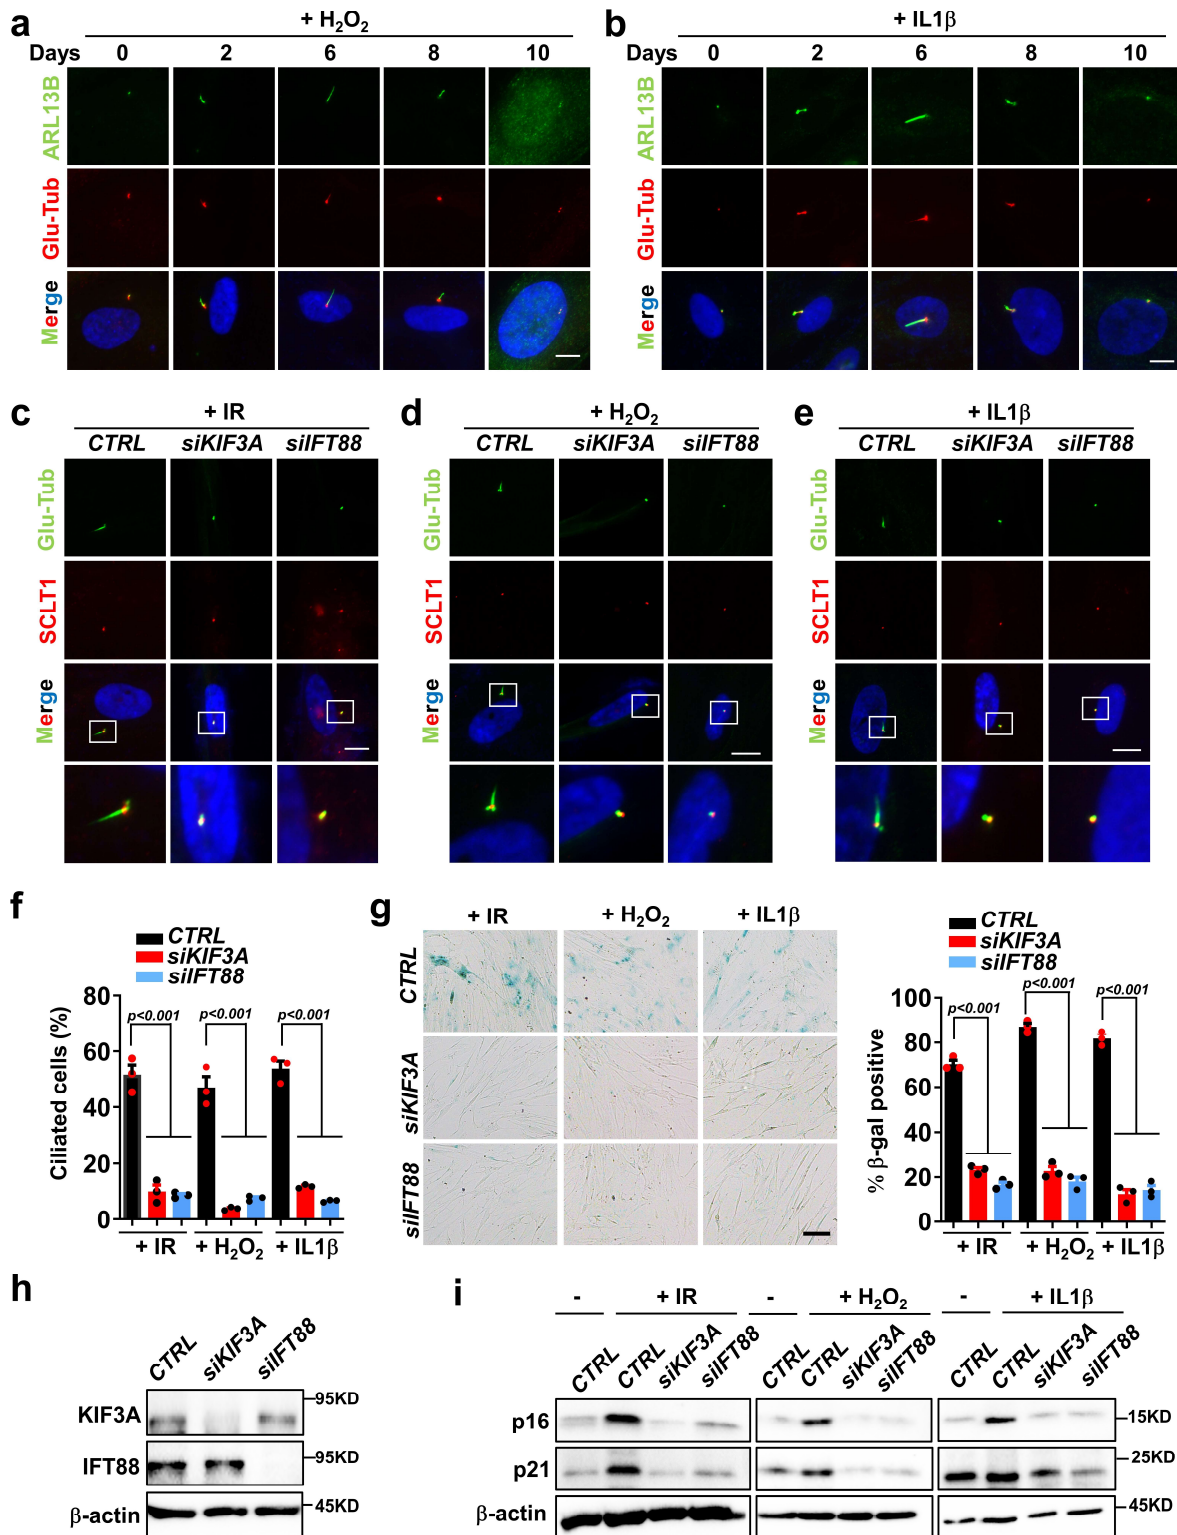 a
+ H₂O₂
Days 0 2 6 8 10
ARL13B
Glu-Tub
Merge
b
+ IL1β
Days 0 2 6 8 10
ARL13B
Glu-Tub
Merge
c
+ IR
CTRL siKIF3A siIFT88
Glu-Tub
SCLT1
Merge
d
+ H₂O₂
CTRL siKIF3A siIFT88
Glu-Tub
SCLT1
Merge
e
+ IL1β
CTRL siKIF3A siIFT88
Glu-Tub
SCLT1
Merge
f
CTRL
siKIF3A
siIFT88
Ciliated cells (%)
80
60
40
20
0
p<0.001 p<0.001 p<0.001
+ IR + H₂O₂ + IL1β
g
+ IR + H₂O₂ + IL1β
CTRL
siKIF3A
siIFT88
CTRL
siKIF3A
siIFT88
% β-gal positive
100
80
60
40
20
0
p<0.001 p<0.001 p<0.001
+ IR + H₂O₂ + IL1β
h
CTRL siKIF3A siIFT88
KIF3A 95KD
IFT88 95KD
β-actin 45KD
i
- + IR - + H₂O₂ - + IL1β
CTRL CTRL siKIF3A siIFT88 CTRL CTRL siKIF3A siIFT88 CTRL CTRL siKIF3A siIFT88
p16 15KD
p21 25KD
β-actin 45KD